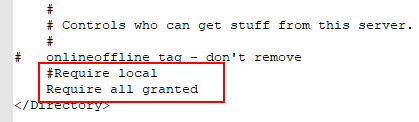 #
# Controls who can get stuff from this server.
#
# onlineoffline tag - don't remove
#Require local
Require all granted
</Directory>